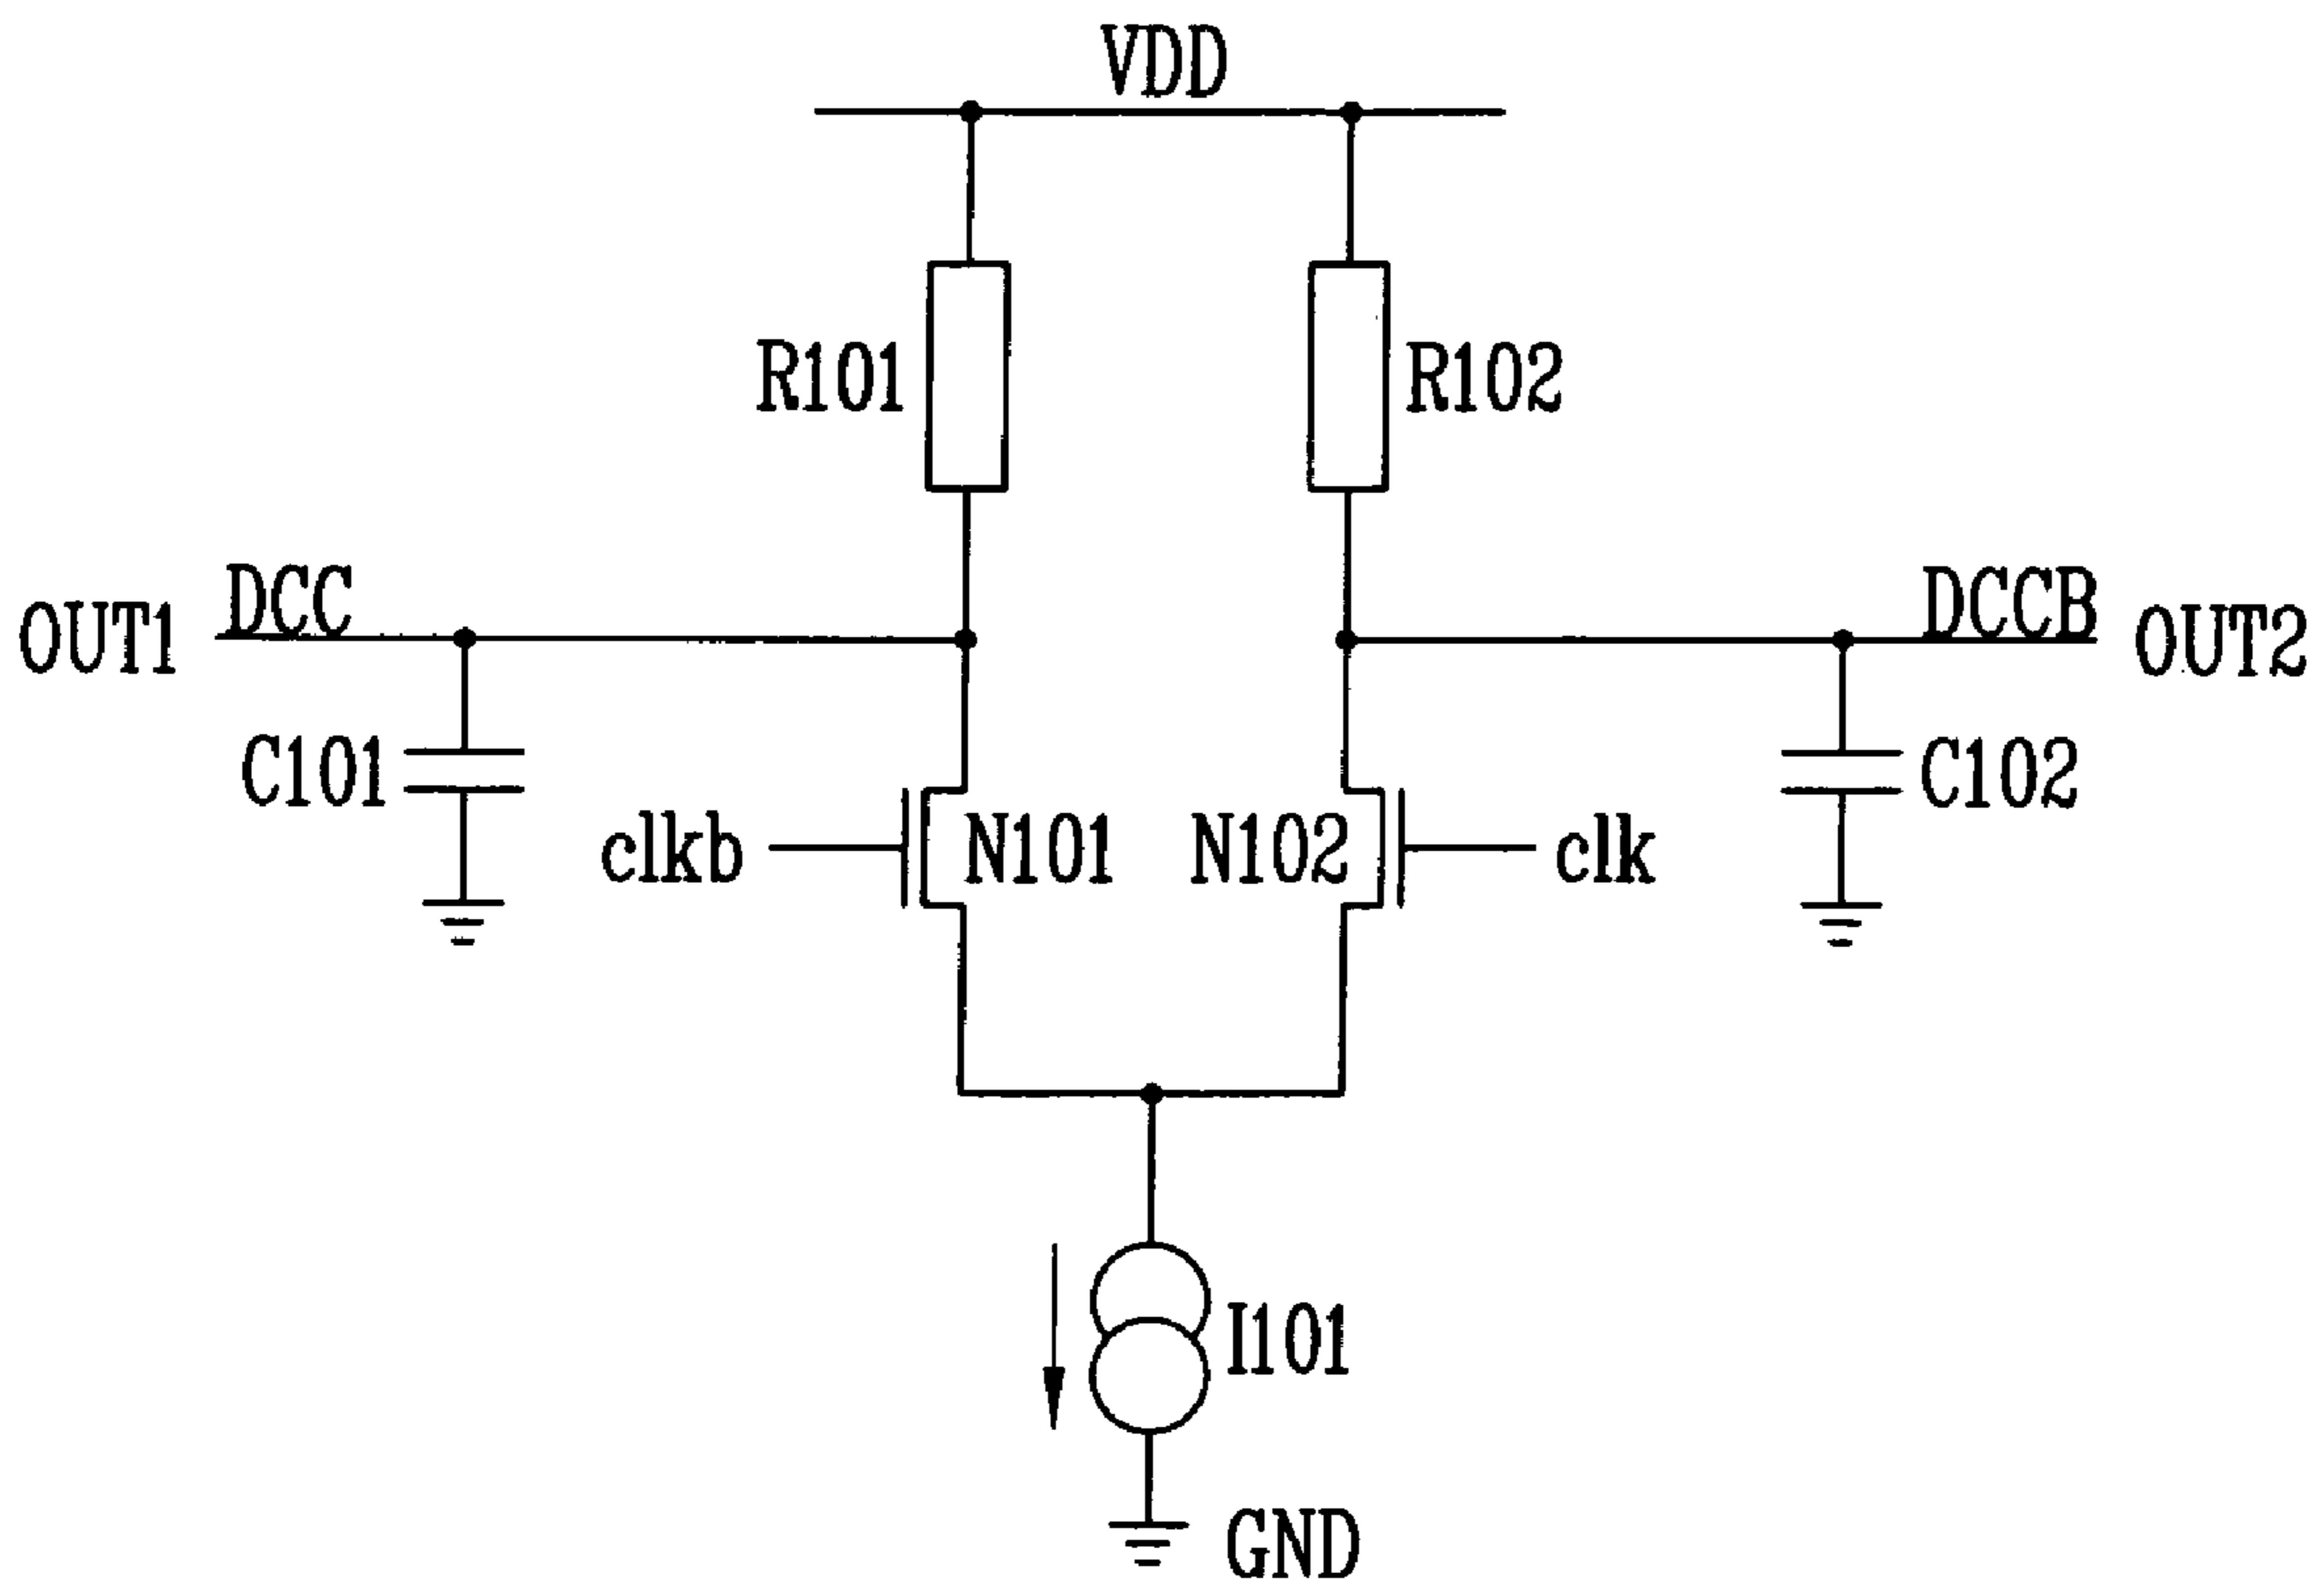 VDD
R101
R102
DCC
DCCB
OUT1
OUT2
C101
C102
clkb
N101
N102
clk
I101
GND